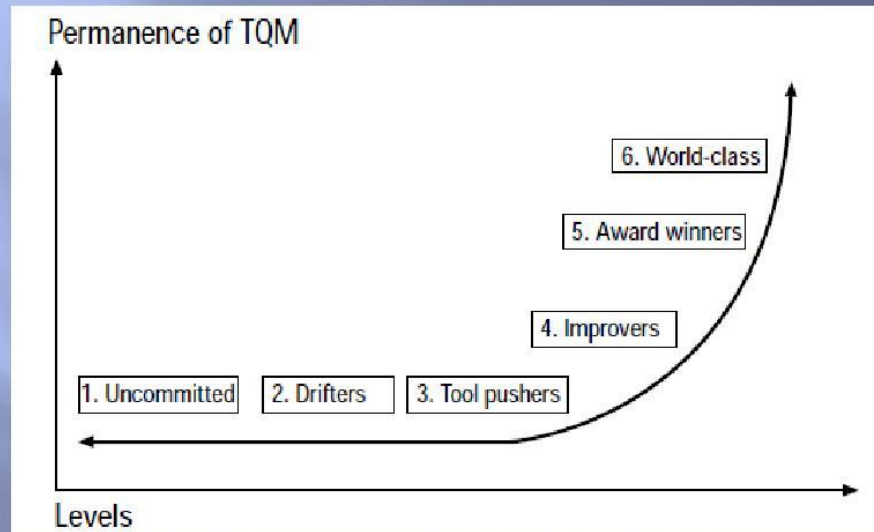 Permanence of TQM
6. World-class
5. Award winners
4. Improvers
1. Uncommitted
2. Drifters
3. Tool pushers
Levels